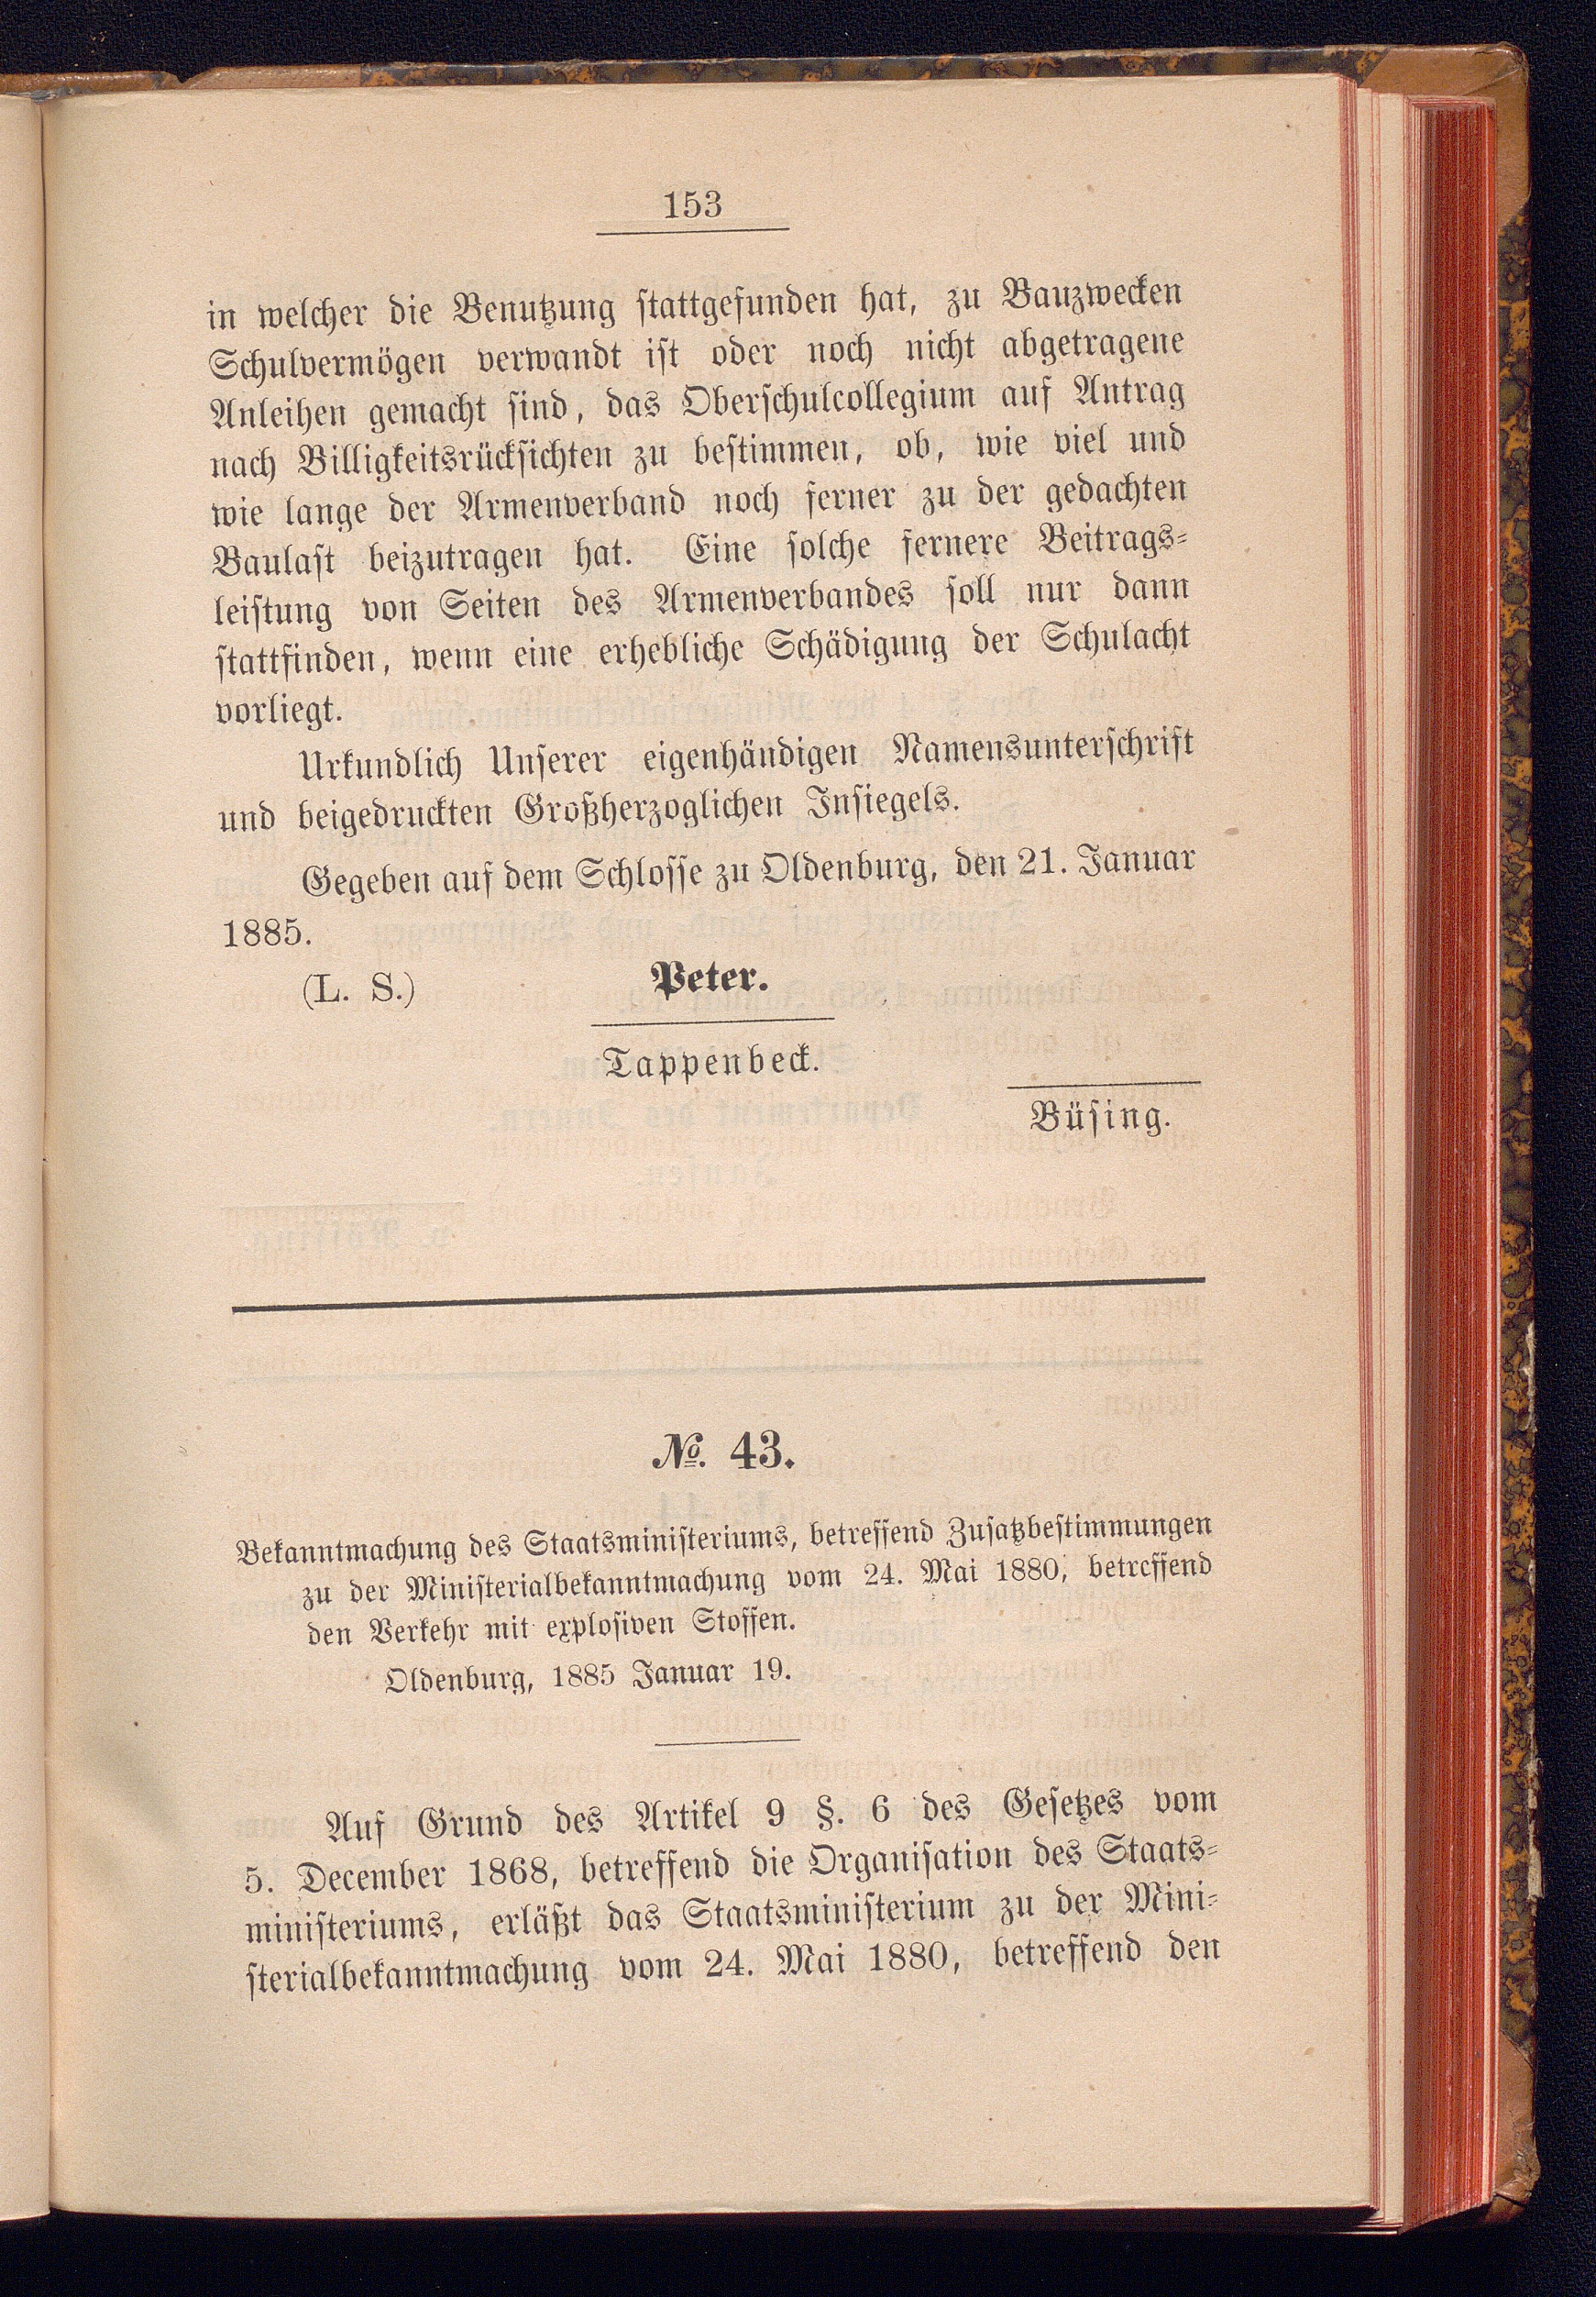 153
in welcher die Benutzung stattgefunden hat, zu Bauzwecken
Schulvermögen verwandt ist oder noch nicht abgetragene
Anleihen gemacht sind, das Oberschulcollegium auf Antrag
nach Billigkeitsrücksichten zu bestimmen, ob, wie viel und
wie lange der Armenverband noch ferner zu der gedachten
Baulast beizutragen hat. Eine solche fernere Beitrags-
leistung von Seiten des Armenverbandes soll nur dann
stattfinden, wenn eine erhebliche Schädigung der Schulacht
vorliegt.
Urkundlich Unserer eigenhändigen Namensunterschrift
und beigedruckten Großherzoglichen Insiegels.
Gegeben auf dem Schlosse zu Oldenburg, den 21. Januar
1885.
(L. S.) Peter.
Tappenbeck.
Büsing.
№. 43.
Bekanntmachung des Staatsministeriums, betreffend Zusatzbestimmungen
zu der Ministerialbekanntmachung vom 24. Mai 1880, betreffend
den Verkehr mit explosiven Stoffen.
Oldenburg, 1885 Januar 19.
Auf Grund des Artikel 9 §. 6 des Gesetzes vom
5. December 1868, betreffend die Organisation des Staats-
ministeriums, erläßt das Staatsministerium zu der Mini-
sterialbekanntmachung vom 24. Mai 1880, betreffend den